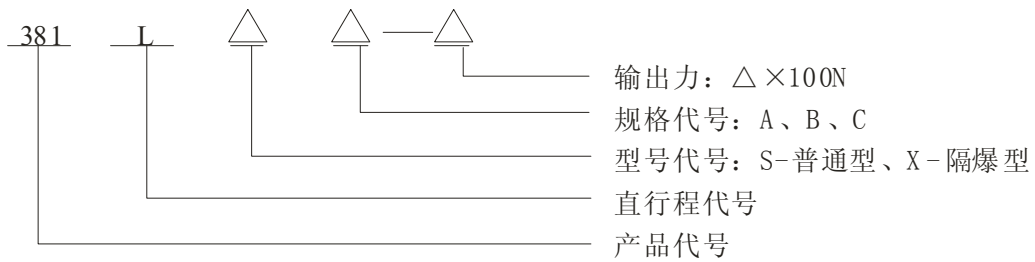 381 L △ △ — △
输出力：△×100N
规格代号：A、B、C
型号代号：S-普通型、X-隔爆型
直行程代号
产品代号